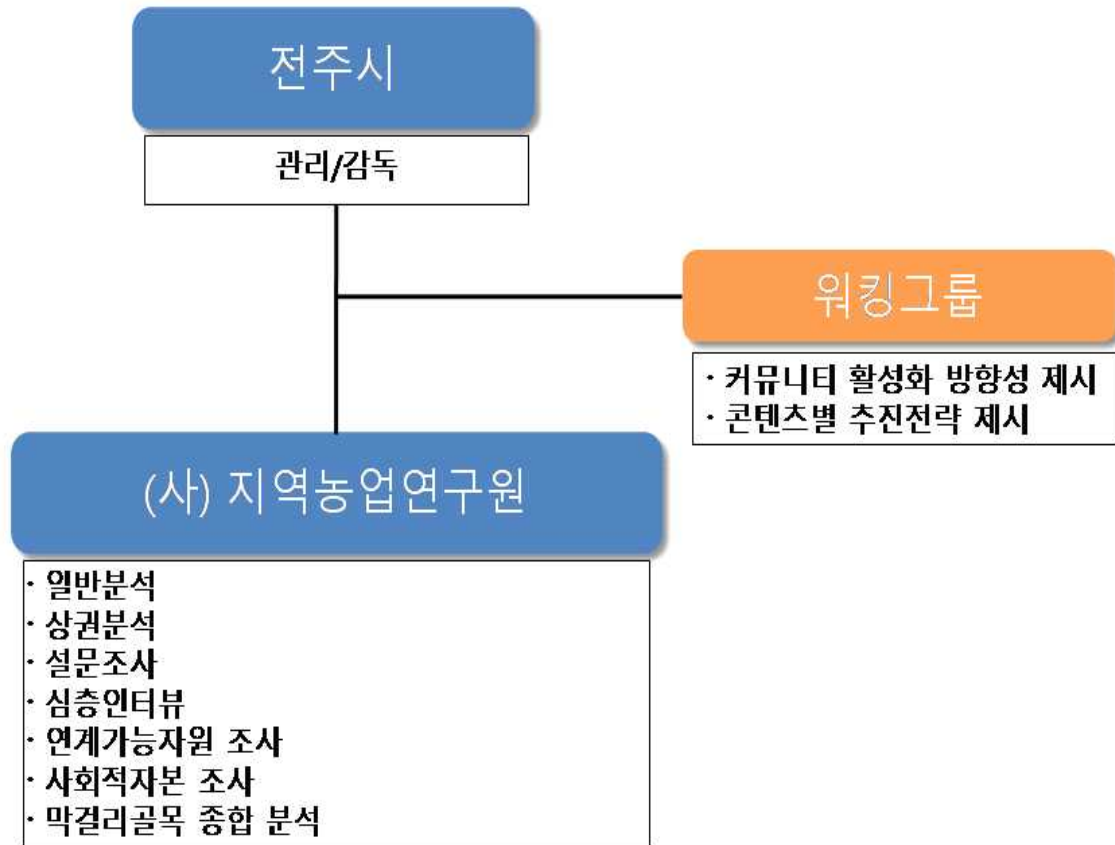 전주시
관리/감독
워킹그룹
· 커뮤니티 활성화 방향성 제시
· 콘텐츠별 추진전략 제시
(사) 지역농업연구원
· 일반분석
· 상권분석
· 설문조사
· 심층인터뷰
· 연계가능자원 조사
· 사회적자본 조사
· 막걸리골목 종합 분석